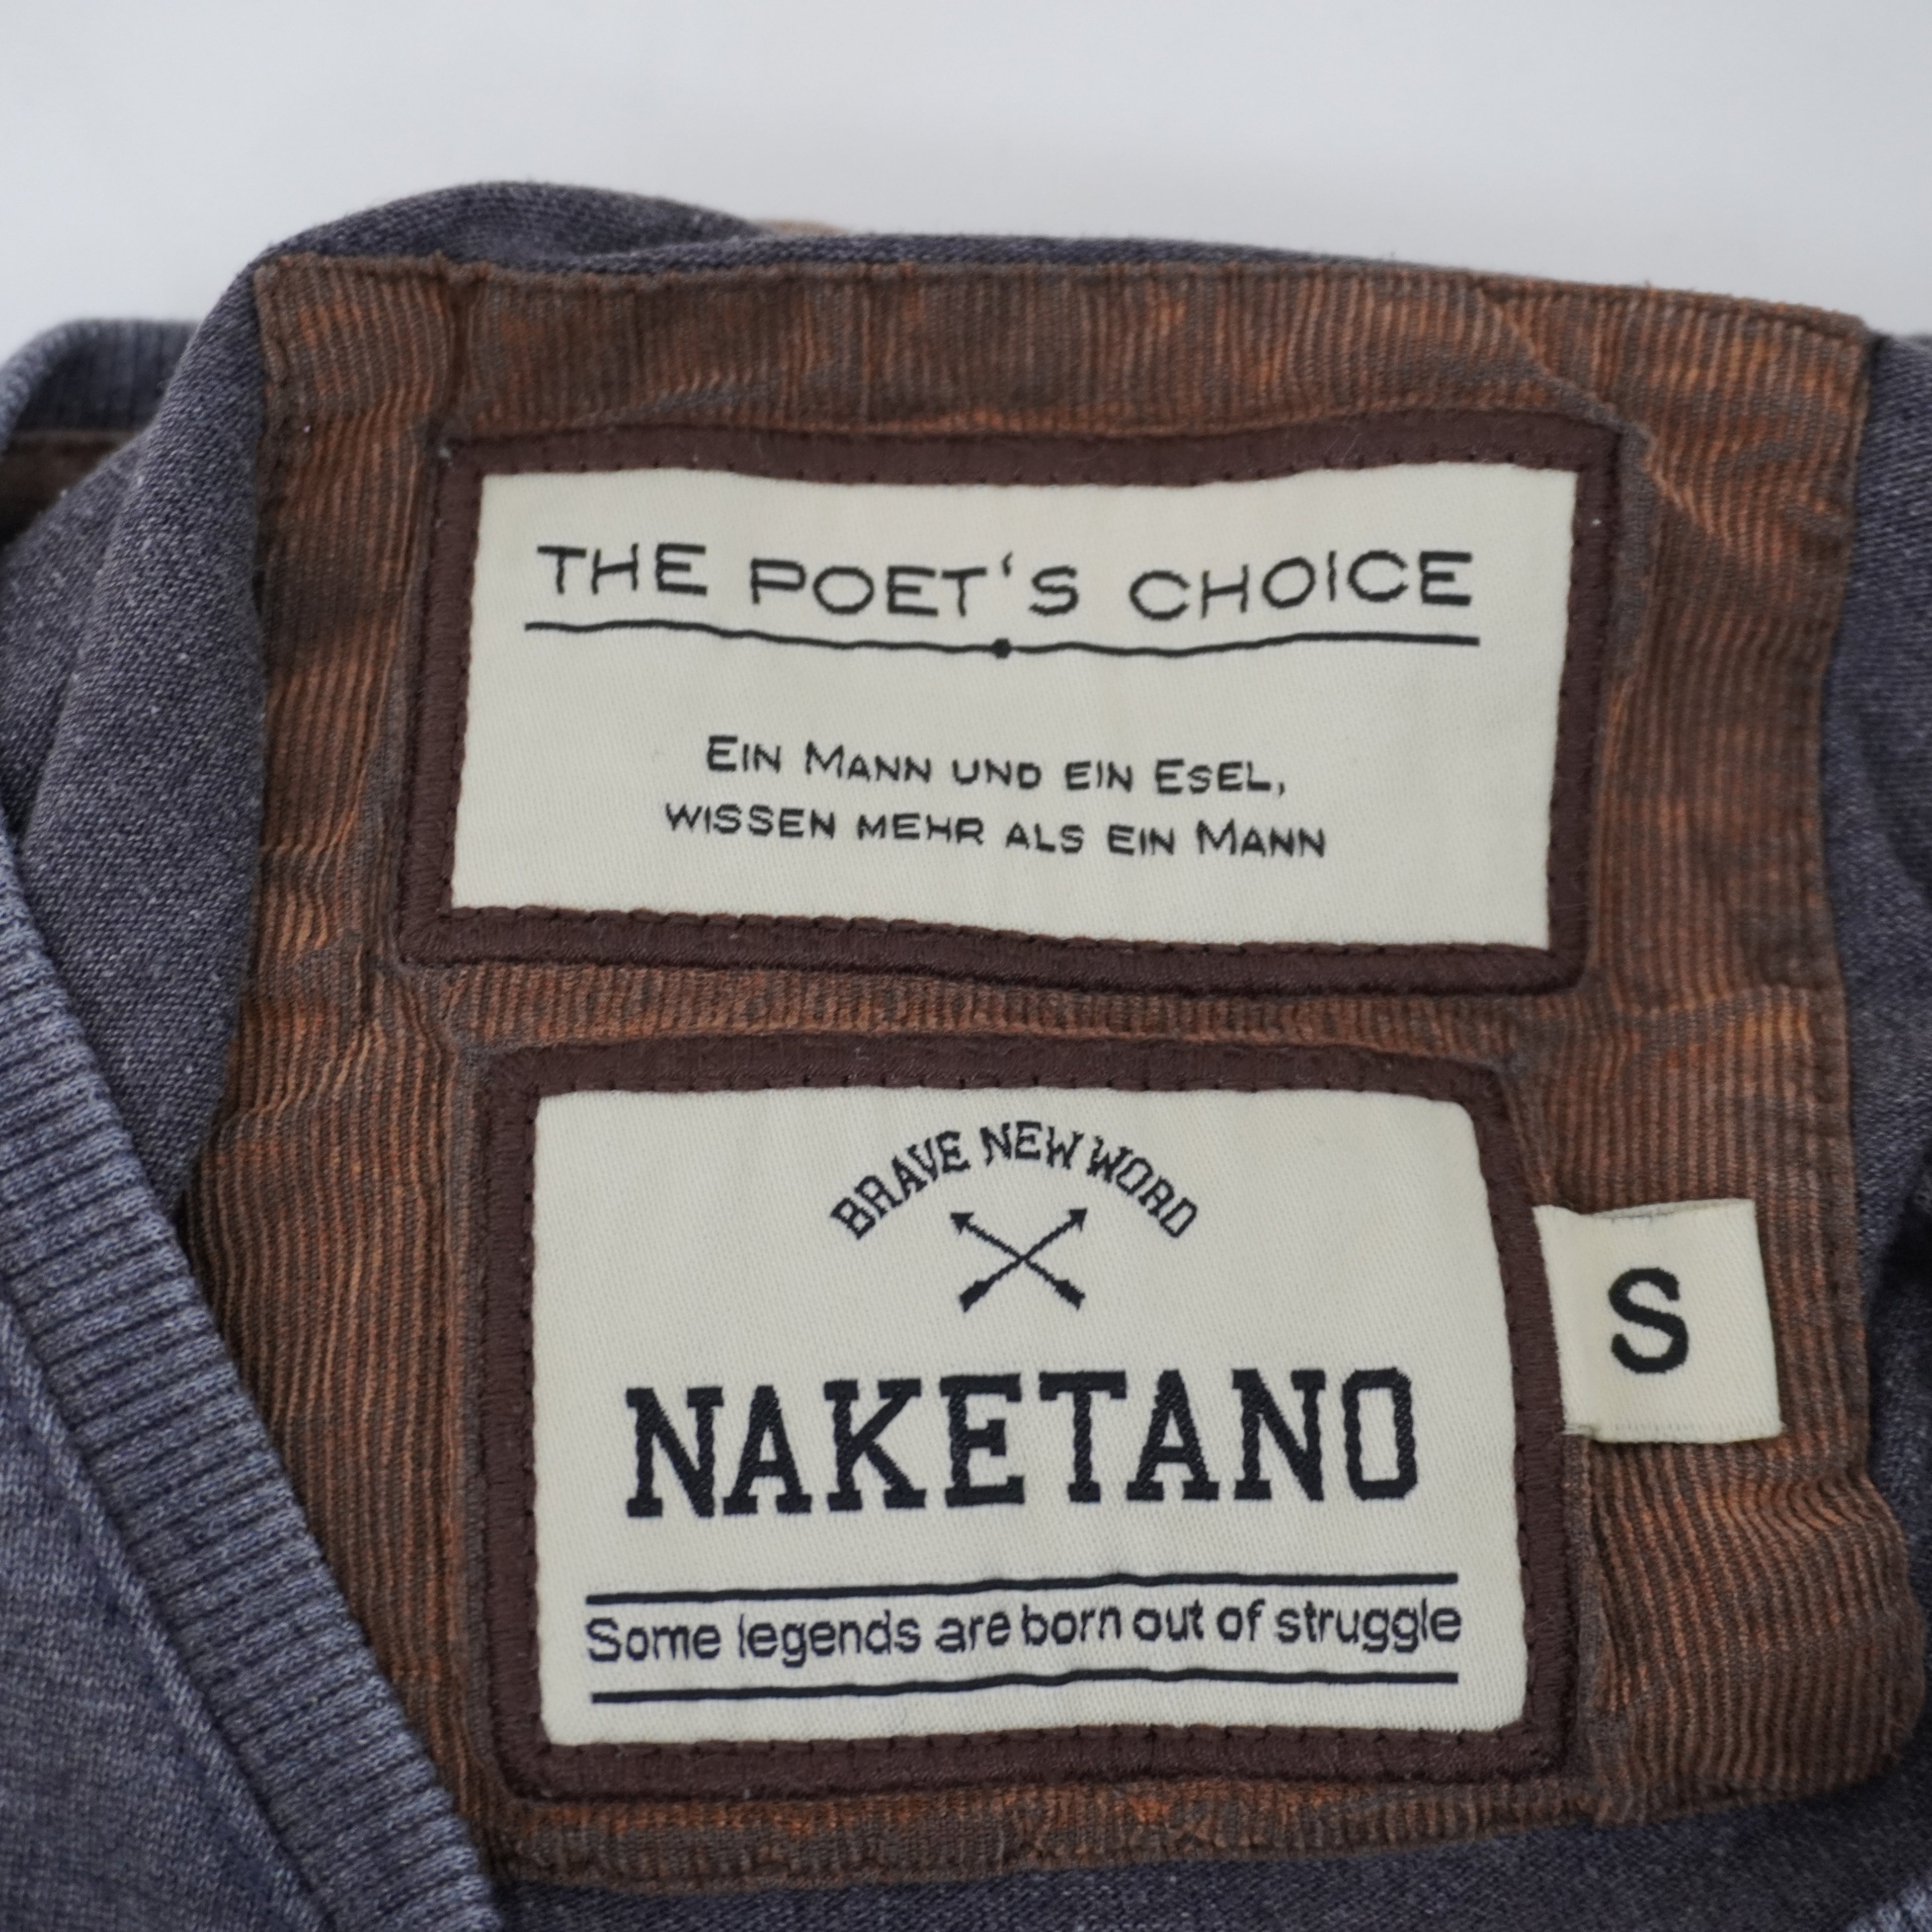 THE POET‘S CHOICE
EIN MANN UND EIN ESEL,
WISSEN MEHR ALS EIN MANN
BRAVE NEW WORD
NAKETANO
S
Some legends are born out of struggle